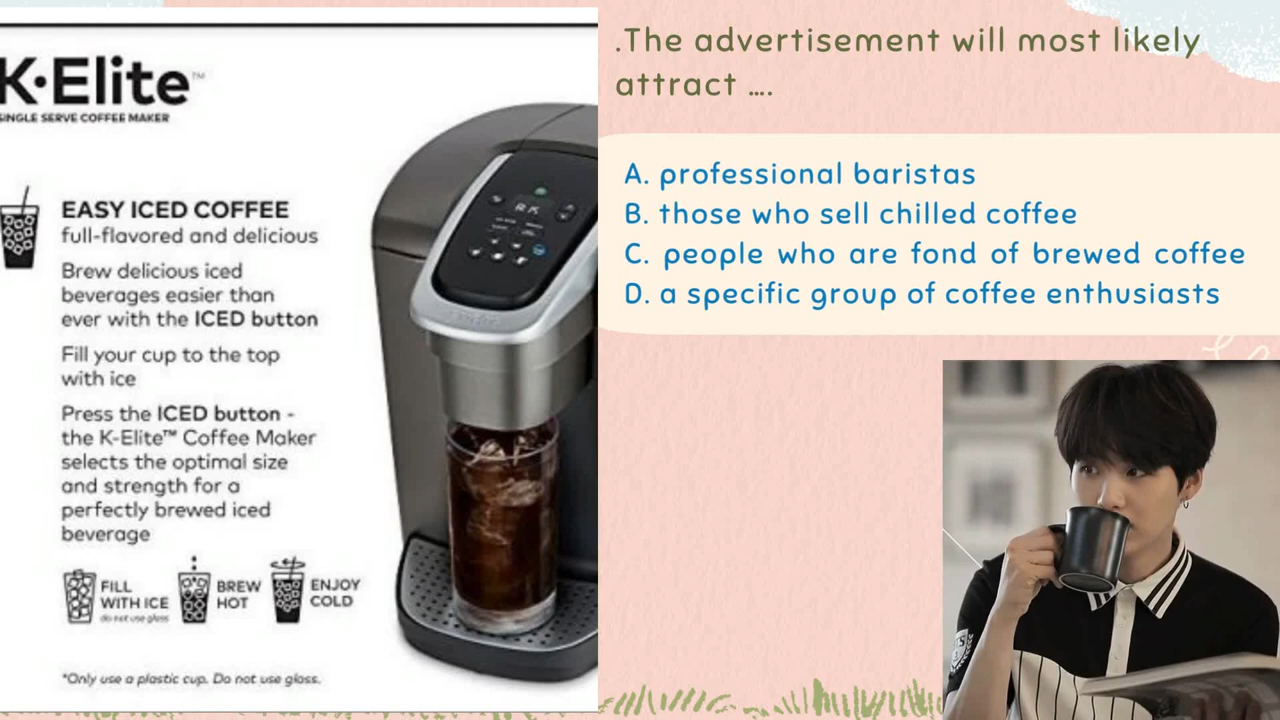 K•Elite™
SINGLE SERVE COFFEE MAKER
EASY ICED COFFEE
full-flavored and delicious
Brew delicious iced
beverages easier than
ever with the ICED button
Fill your cup to the top
with ice
Press the ICED button -
the K-Elite™ Coffee Maker
selects the optimal size
and strength for a
perfectly brewed iced
beverage
FILL
WITH ICE
do not use glass
BREW
HOT
ENJOY
COLD
*Only use a plastic cup. Do not use glass.
.The advertisement will most likely
attract ....
A. professional baristas
B. those who sell chilled coffee
C. people who are fond of brewed coffee
D. a specific group of coffee enthusiasts